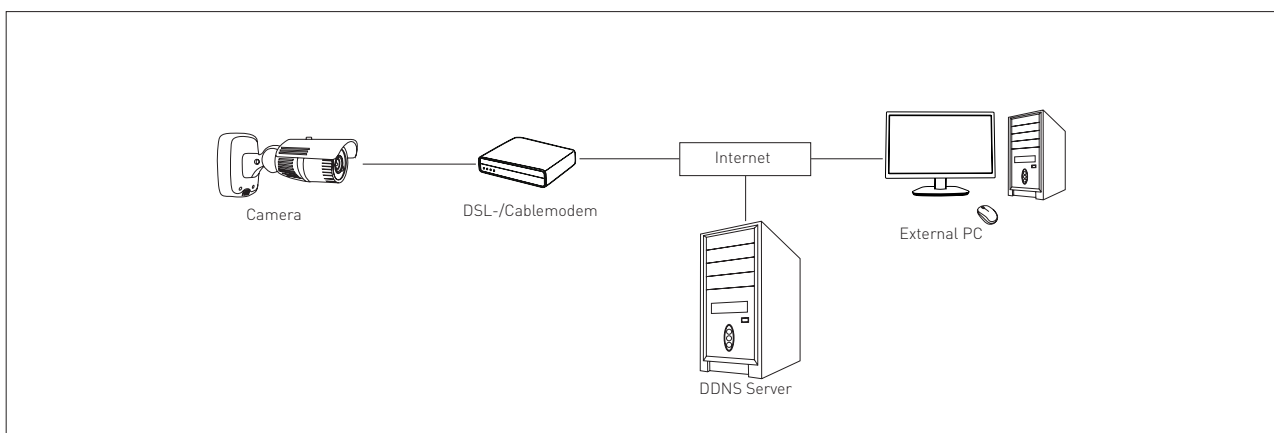 Internet
Camera
DSL-/Cablemodem
External PC
DDNS Server